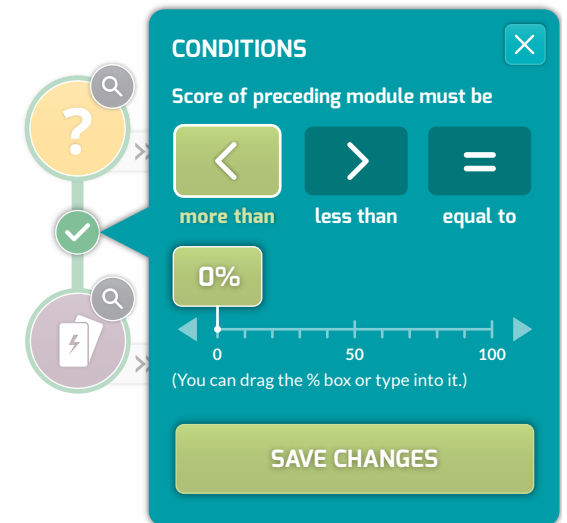 CONDITIONS
Score of preceding module must be
< > =
more than less than equal to
0%
0 50 100
(You can drag the % box or type into it.)
SAVE CHANGES
?